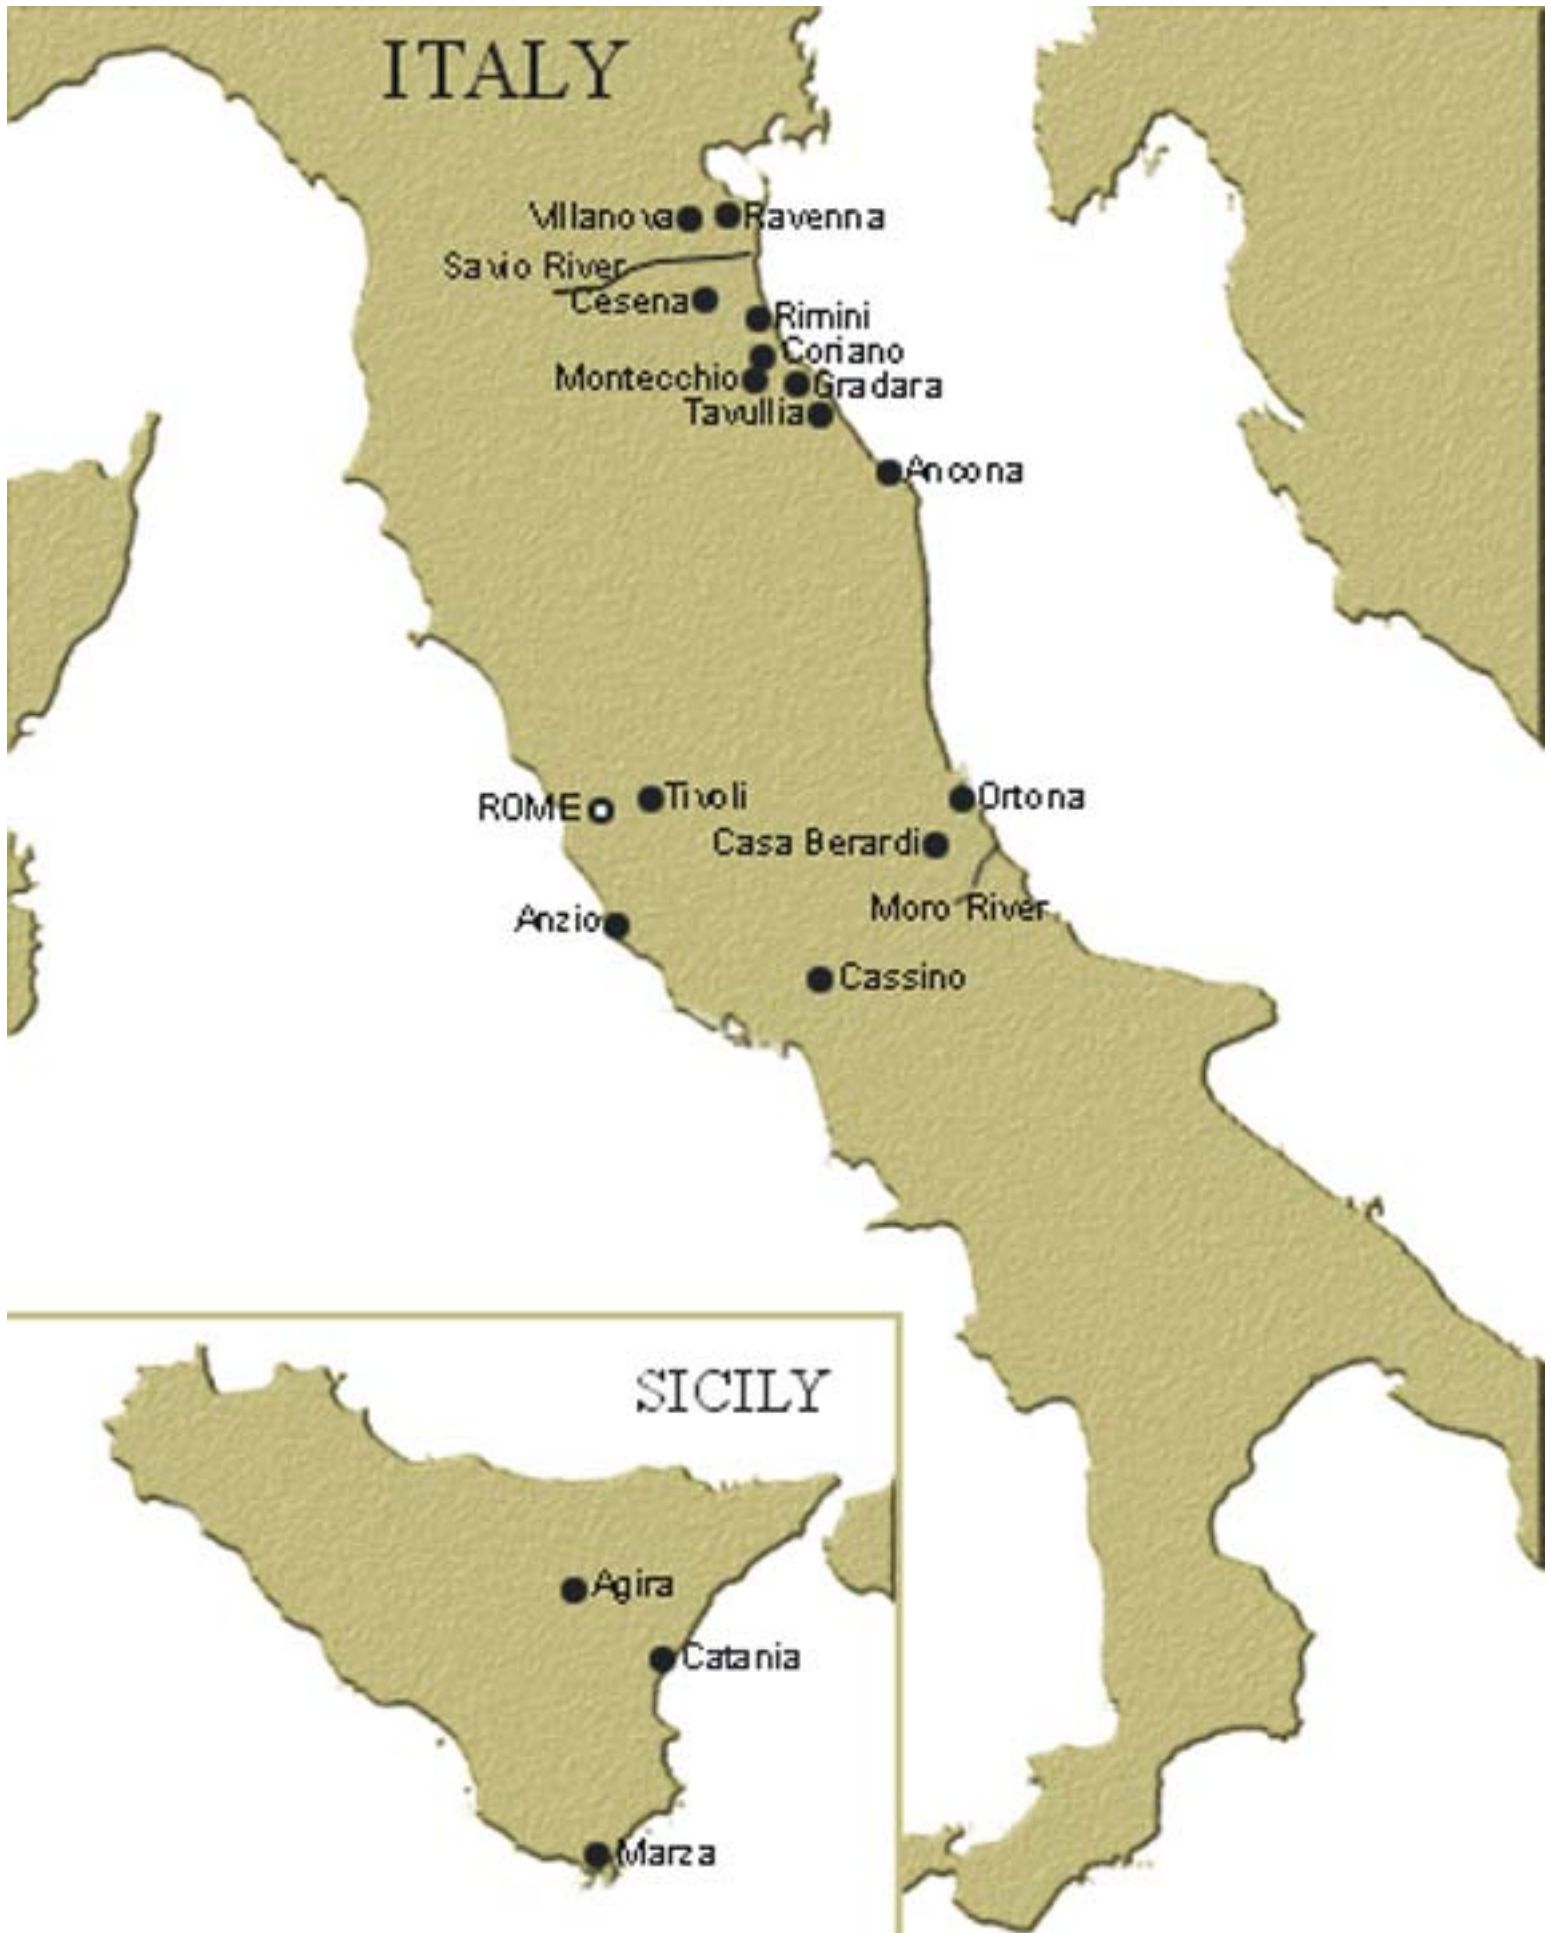 ITALY
Villanova
Ravenna
Savio River
Cesena
Rimini
Coriano
Montecchio
Gradara
Tavullia
Ancona
ROME
Tivoli
Ortona
Casa Berardi
Moro River
Anzio
Cassino
SICILY
Agira
Catania
Marza